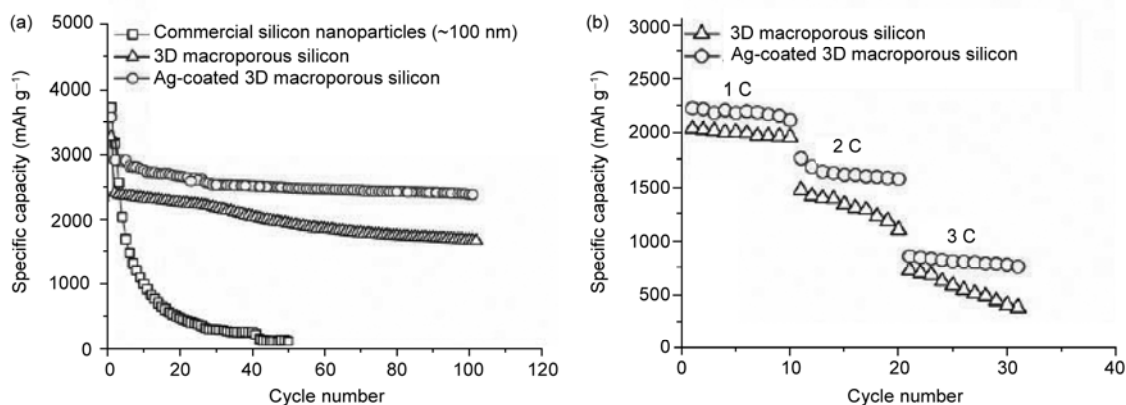 (a)
Commercial silicon nanoparticles (~100 nm)
3D macroporous silicon
Ag-coated 3D macroporous silicon
Specific capacity (mAh g⁻¹)
5000
4000
3000
2000
1000
0
0 20 40 60 80 100 120
Cycle number
(b)
3D macroporous silicon
Ag-coated 3D macroporous silicon
Specific capacity (mAh g⁻¹)
3000
2500
2000
1500
1000
500
0
1 C
2 C
3 C
0 10 20 30 40
Cycle number